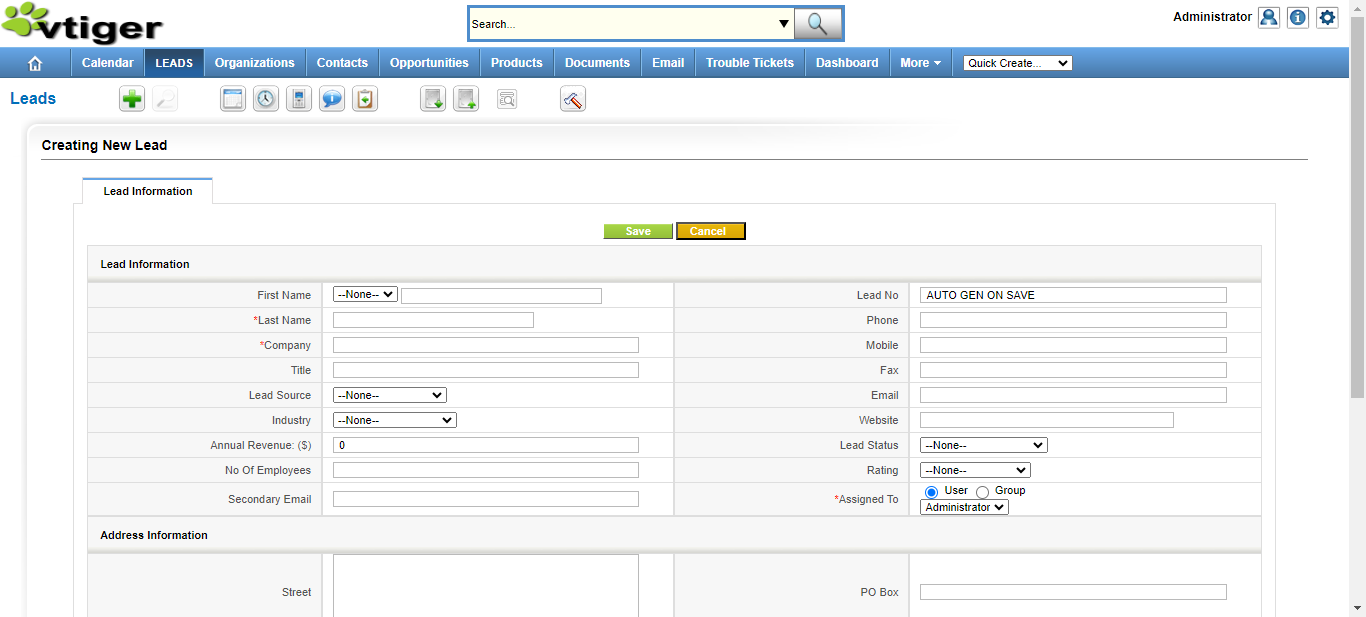 vtiger
Search...
Administrator
Calendar LEADS Organizations Contacts Opportunities Products Documents Email Trouble Tickets Dashboard More Quick Create...
Leads
Creating New Lead
Lead Information
Save Cancel
Lead Information
First Name --None-- Lead No AUTO GEN ON SAVE
*Last Name Phone
*Company Mobile
Title Fax
Lead Source --None-- Email
Industry --None-- Website
Annual Revenue: ($) 0 Lead Status --None--
No Of Employees Rating --None--
Secondary Email *Assigned To User Group
Administrator
Address Information
Street PO Box